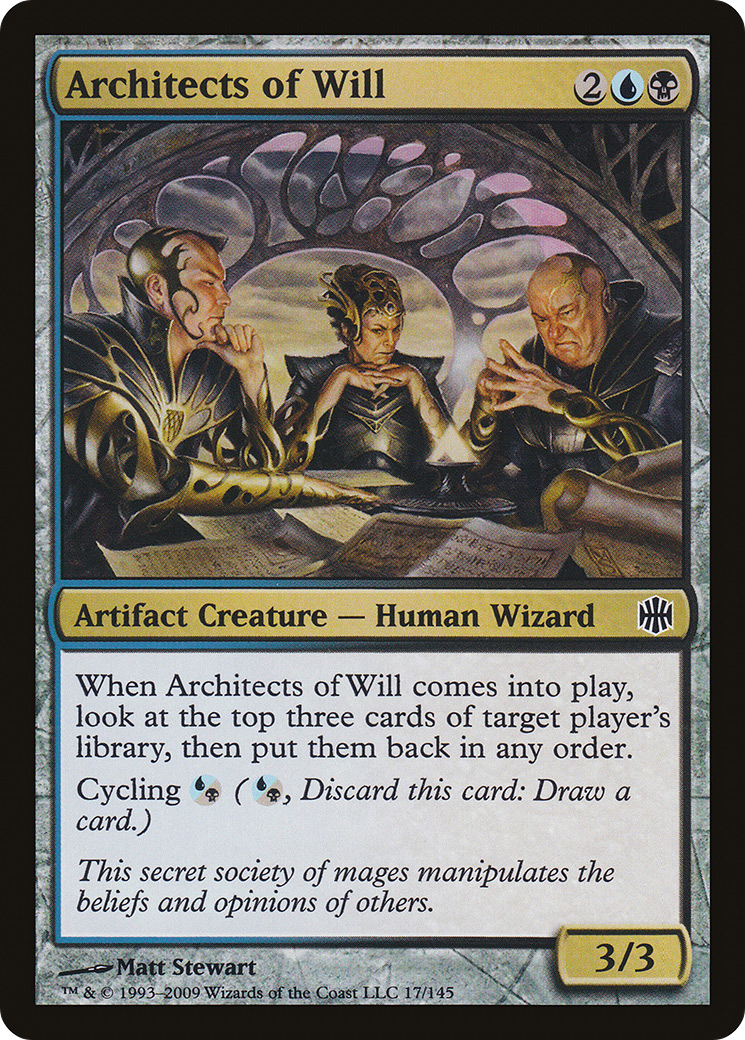 Architects of Will 2
Artifact Creature — Human Wizard
When Architects of Will comes into play,
look at the top three cards of target player's
library, then put them back in any order.
Cycling ( , Discard this card: Draw a
card.)
This secret society of mages manipulates the
beliefs and opinions of others.
3/3
Matt Stewart
™ & © 1993–2009 Wizards of the Coast LLC 17/145